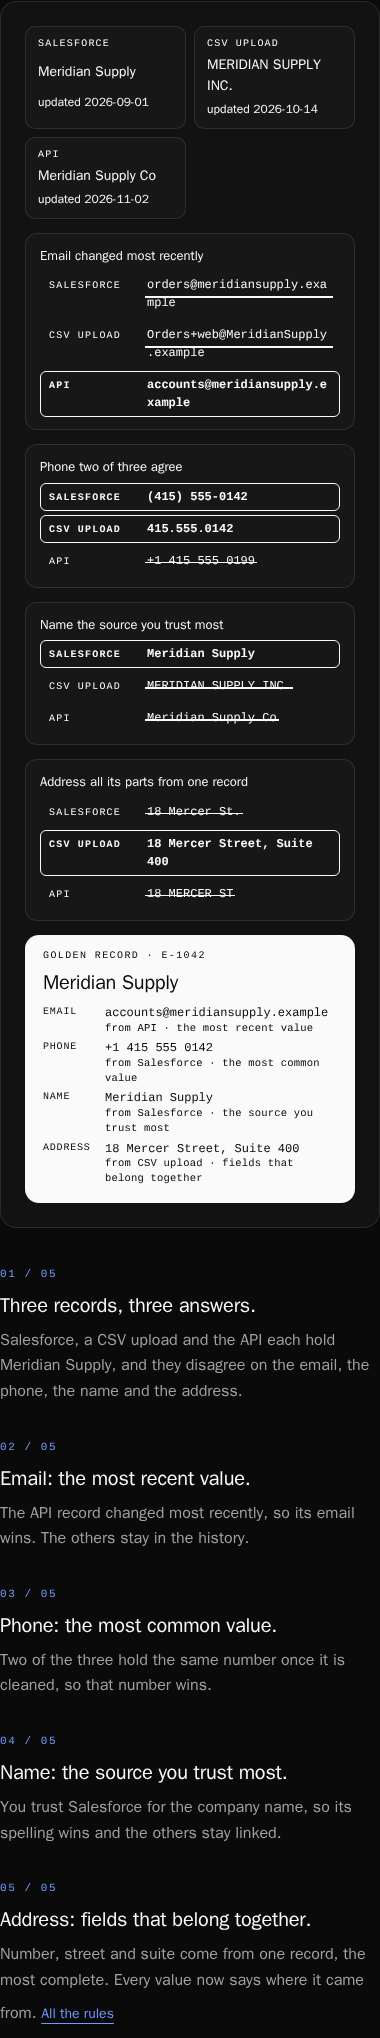 SALESFORCE
Meridian Supply
updated 2026-09-01
CSV UPLOAD
MERIDIAN SUPPLY
INC.
updated 2026-10-14
API
Meridian Supply Co
updated 2026-11-02
Email changed most recently
SALESFORCE orders@meridiansupply.exa
mple
CSV UPLOAD Orders+web@MeridianSupply
.example
API accounts@meridiansupply.e
xample
Phone two of three agree
SALESFORCE (415) 555-0142
CSV UPLOAD 415.555.0142
API +1 415 555 0199
Name the source you trust most
SALESFORCE Meridian Supply
CSV UPLOAD MERIDIAN SUPPLY INC.
API Meridian Supply Co
Address all its parts from one record
SALESFORCE 18 Mercer St.
CSV UPLOAD 18 Mercer Street, Suite
400
API 18 MERCER ST
GOLDEN RECORD · E-1042
Meridian Supply
EMAIL accounts@meridiansupply.example
from API · the most recent value
PHONE +1 415 555 0142
from Salesforce · the most common
value
NAME Meridian Supply
from Salesforce · the source you
trust most
ADDRESS 18 Mercer Street, Suite 400
from CSV upload · fields that
belong together
01 / 05
Three records, three answers.
Salesforce, a CSV upload and the API each hold
Meridian Supply, and they disagree on the email, the
phone, the name and the address.
02 / 05
Email: the most recent value.
The API record changed most recently, so its email
wins. The others stay in the history.
03 / 05
Phone: the most common value.
Two of the three hold the same number once it is
cleaned, so that number wins.
04 / 05
Name: the source you trust most.
You trust Salesforce for the company name, so its
spelling wins and the others stay linked.
05 / 05
Address: fields that belong together.
Number, street and suite come from one record, the
most complete. Every value now says where it came
from. All the rules